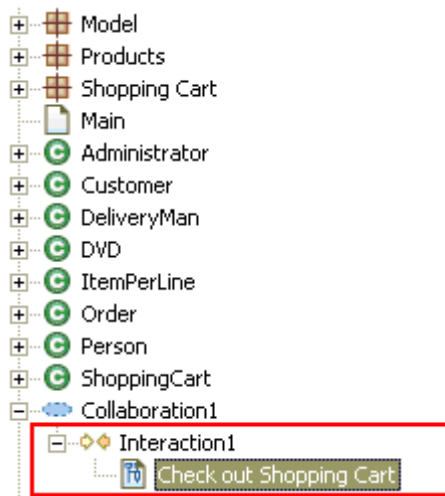 Model
Products
Shopping Cart
Main
Administrator
Customer
DeliveryMan
DVD
ItemPerLine
Order
Person
ShoppingCart
Collaboration1
Interaction1
Check out Shopping Cart